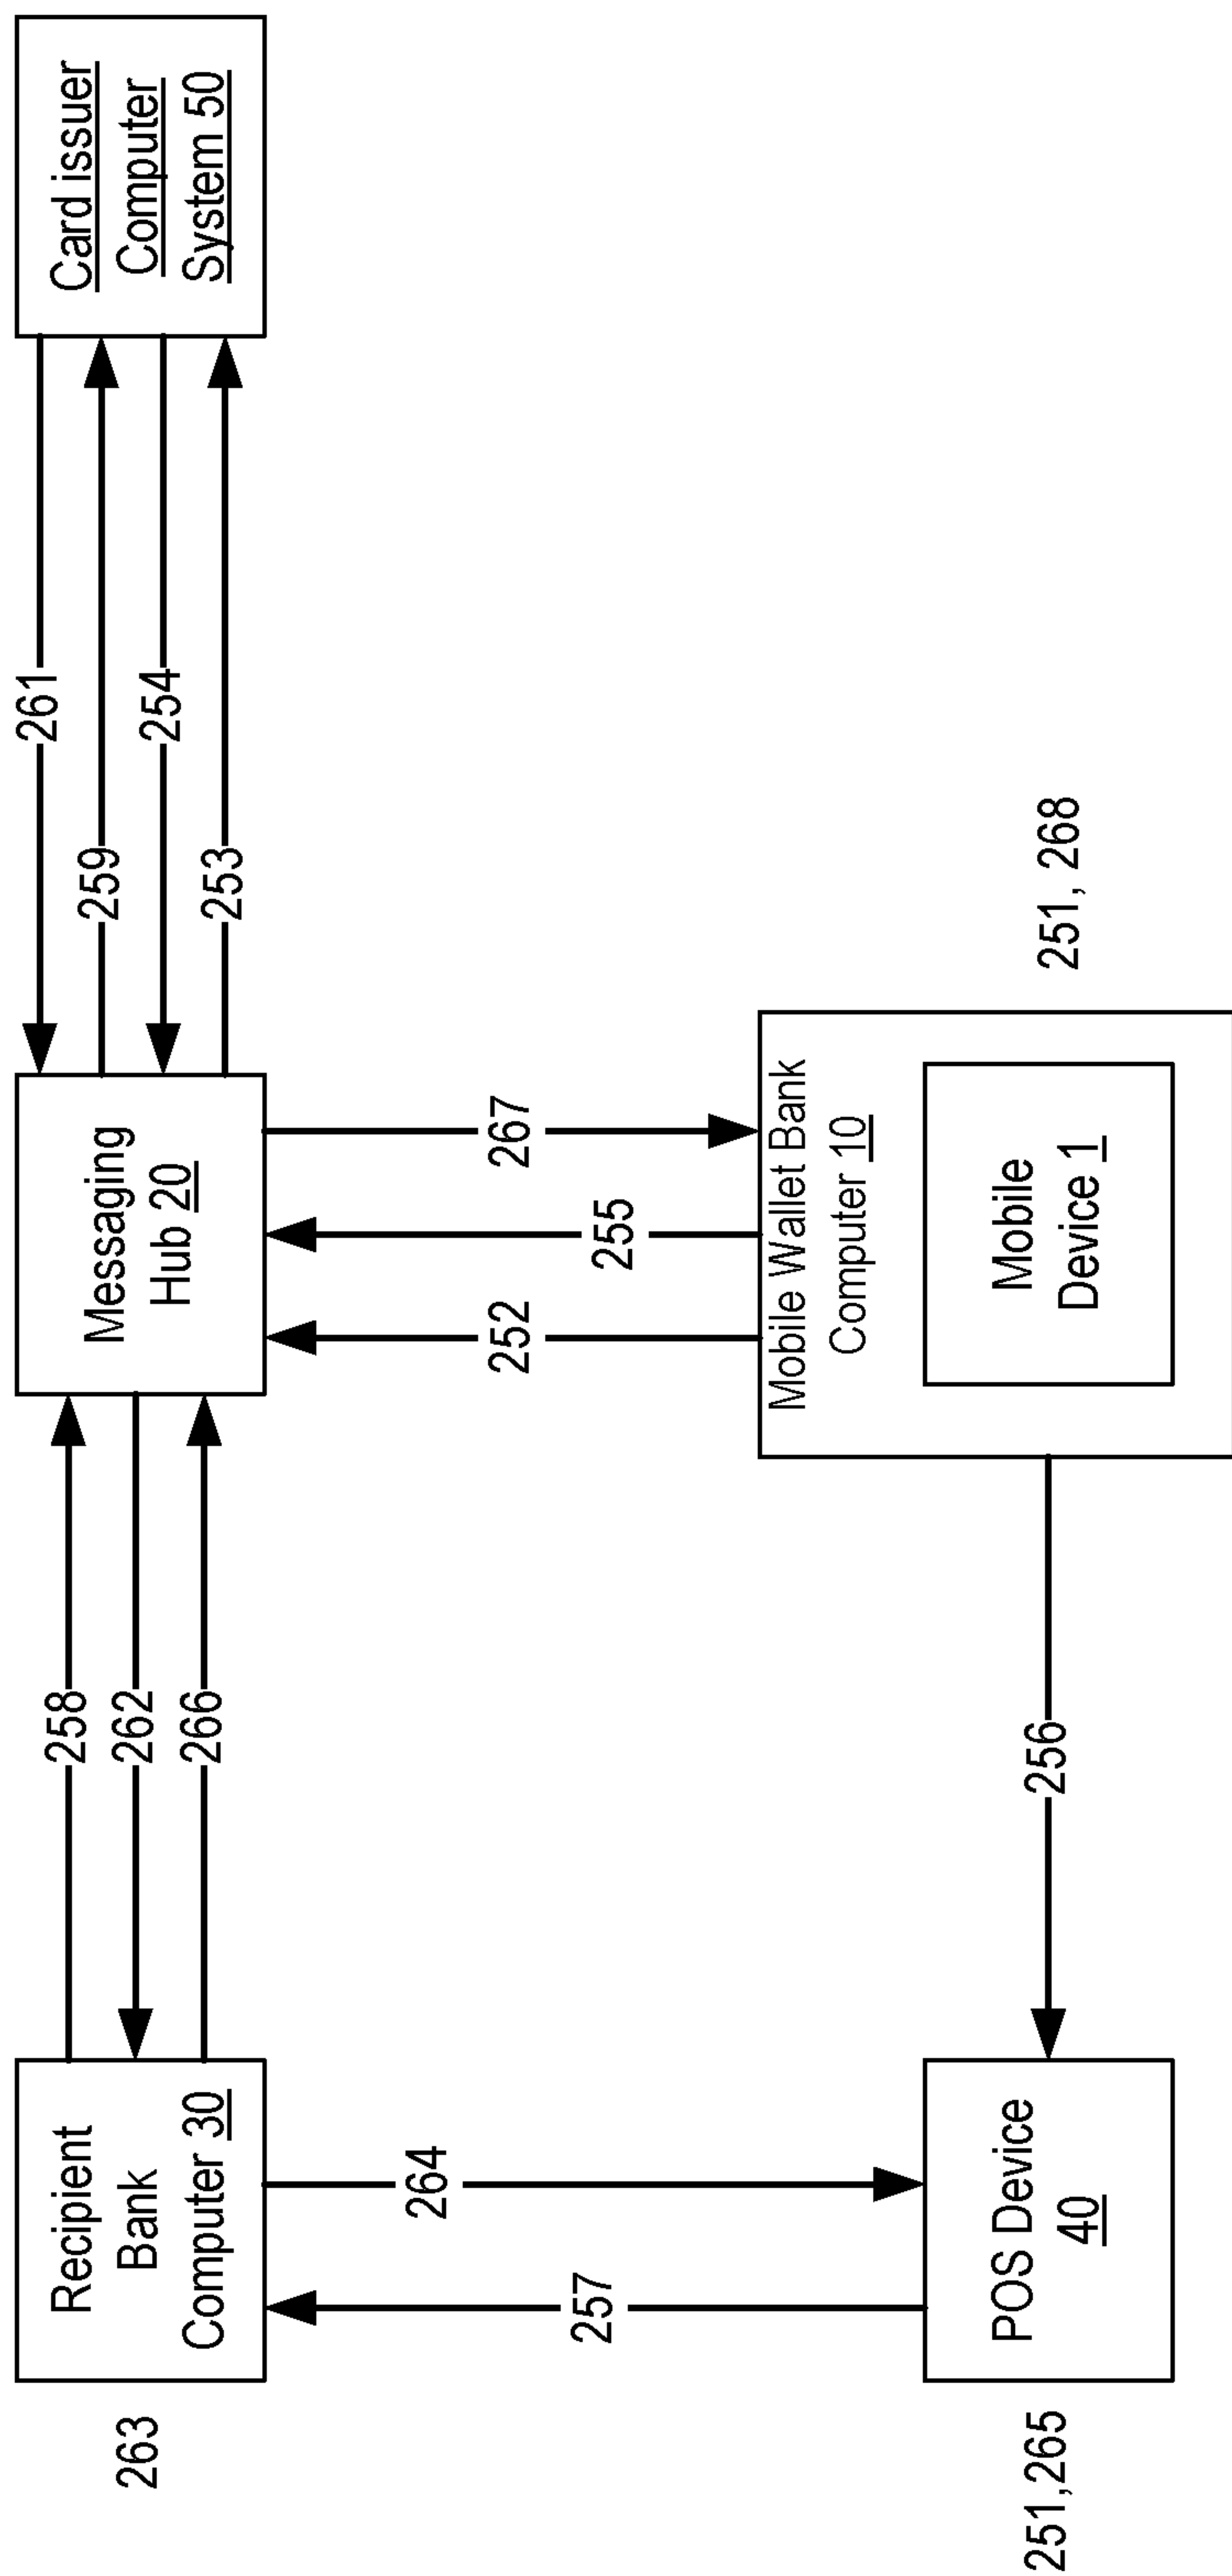 Card issuer
Computer
System 50
261
259
254
253
Messaging
Hub 20
267
255
252
258
262
266
Mobile Wallet Bank
Computer 10
Mobile
Device 1
251, 268
256
Recipient
Bank
Computer 30
263
264
257
POS Device
40
251,265